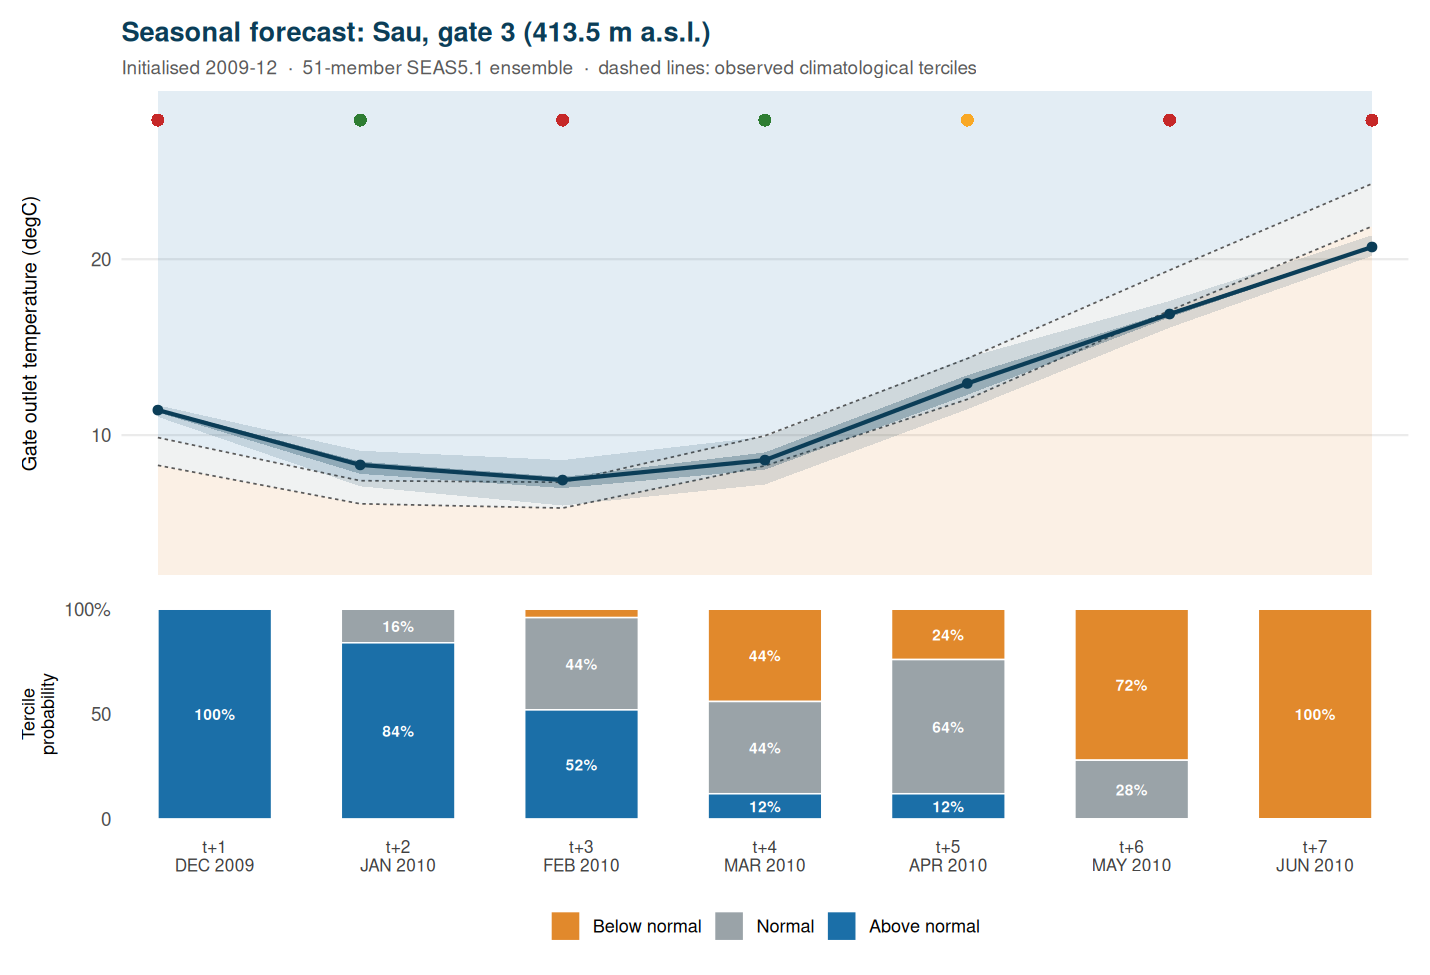 Seasonal forecast: Sau, gate 3 (413.5 m a.s.l.)
Initialised 2009-12 · 51-member SEAS5.1 ensemble · dashed lines: observed climatological terciles
Gate outlet temperature (degC)
20
10
Tercile
probability
100%
50
0
100%
16%
84%
44%
52%
44%
44%
12%
24%
64%
12%
72%
28%
100%
t+1
DEC 2009
t+2
JAN 2010
t+3
FEB 2010
t+4
MAR 2010
t+5
APR 2010
t+6
MAY 2010
t+7
JUN 2010
Below normal
Normal
Above normal